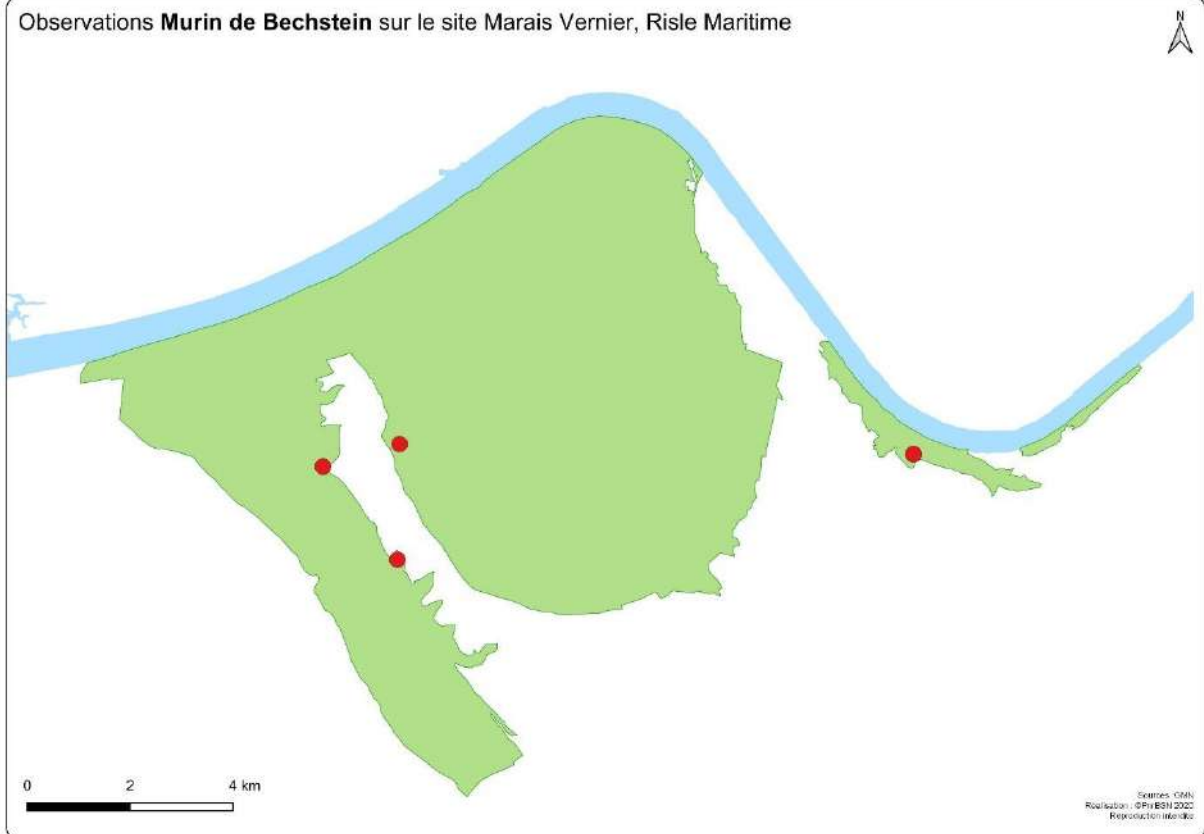 Observations Murin de Bechstein sur le site Marais Vernier, Risle Maritime
N
0 2 4 km
Sources : GMN
Réalisation : ©PnrBSN 2020
Reproduction interdite